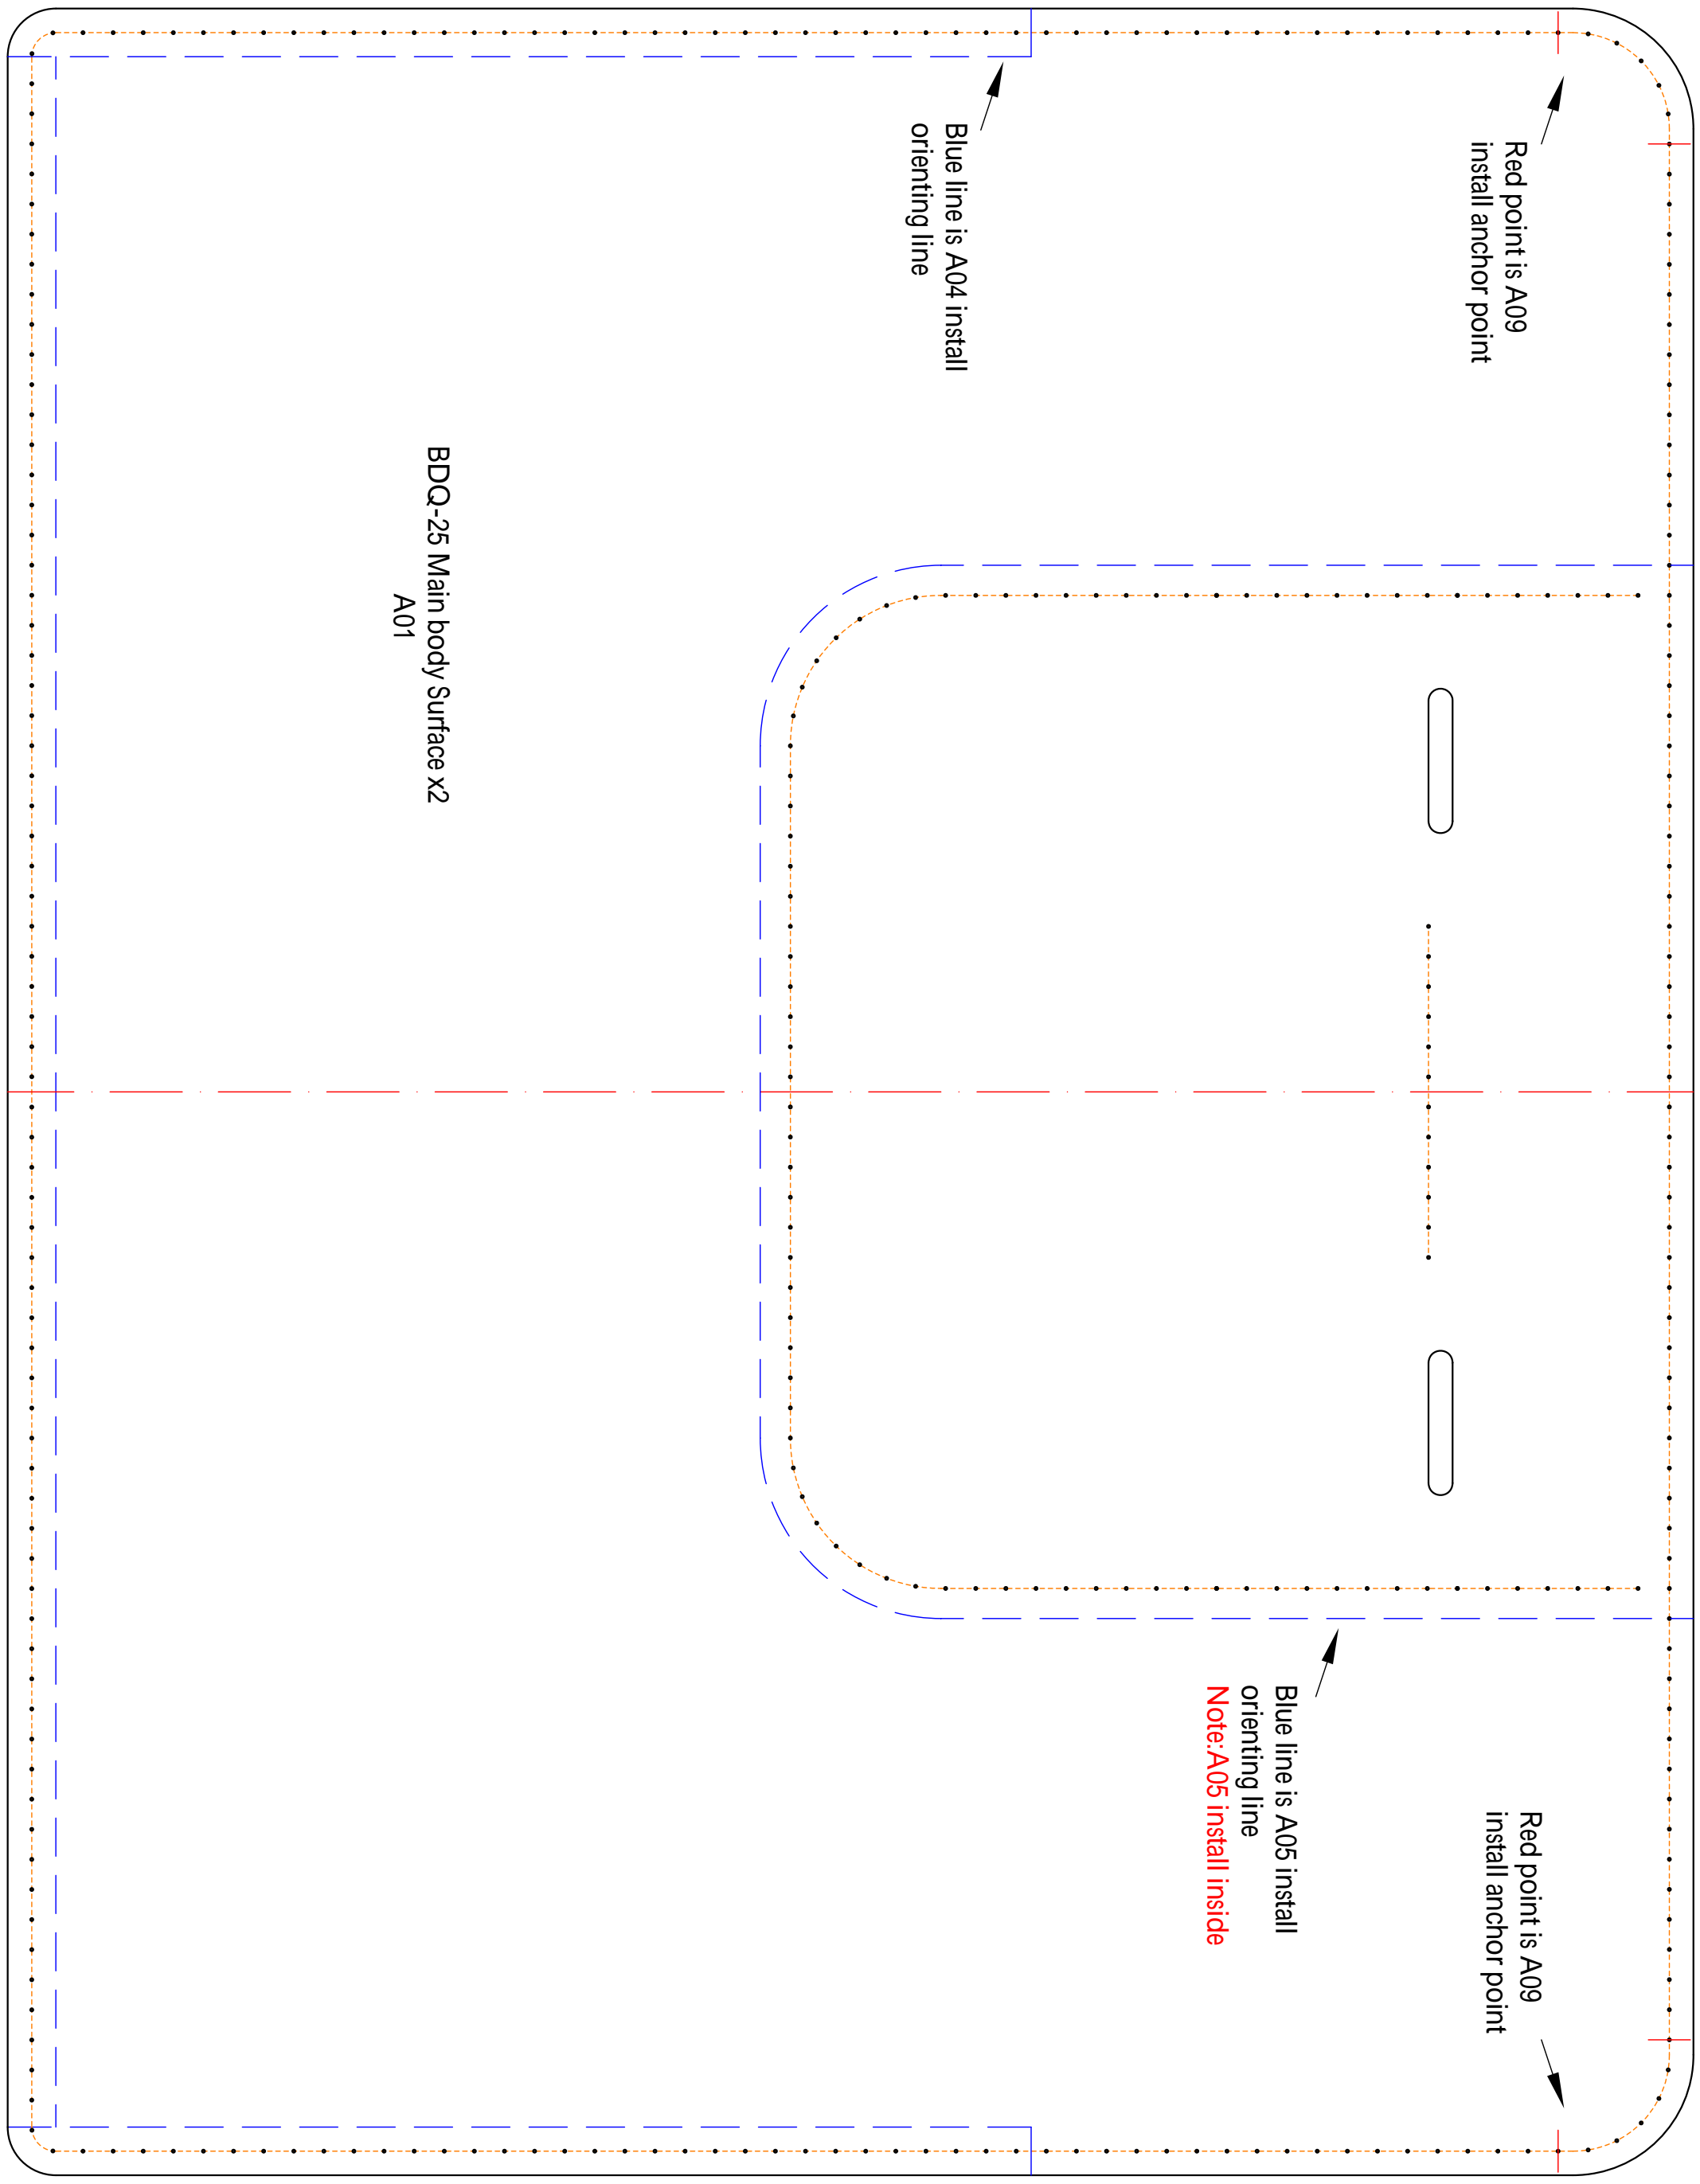 Red point is A09
install anchor point
Blue line is A04 install
orienting line
BDQ-25 Main body Surface x2
A01
Red point is A09
install anchor point
Blue line is A05 install
orienting line
Note:A05 install inside